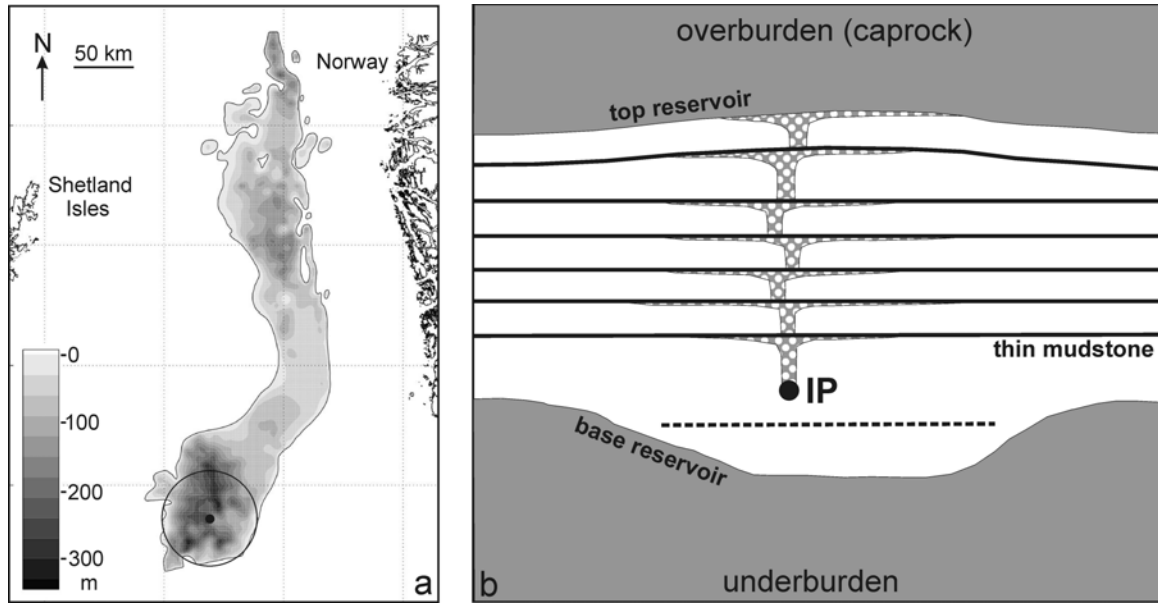 N
50 km
Norway
Shetland
Isles
-0
-100
-200
-300
m
a
overburden (caprock)
top reservoir
thin mudstone
IP
base reservoir
b
underburden